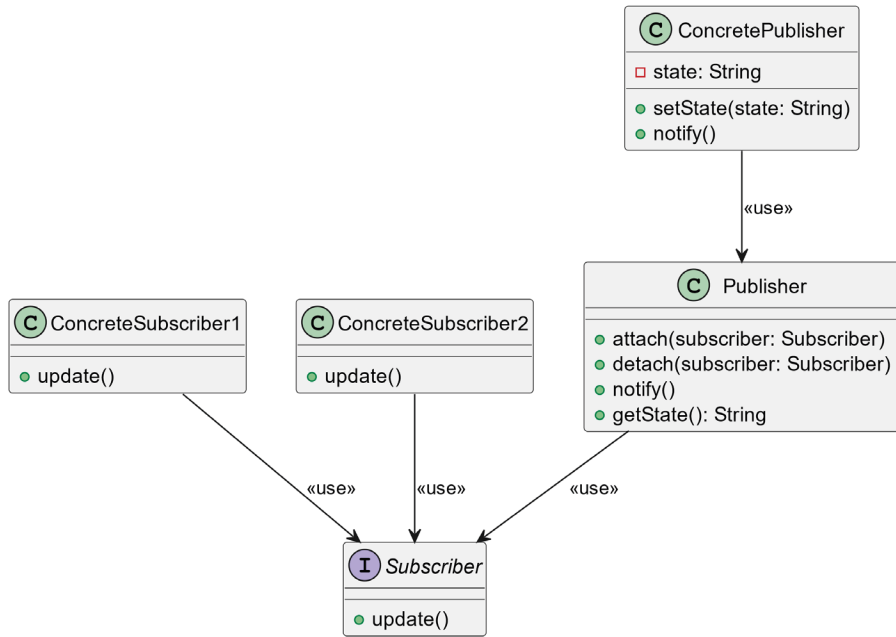 C ConcretePublisher
state: String
setState(state: String)
notify()
«use»
C ConcreteSubscriber1
update()
C ConcreteSubscriber2
update()
C Publisher
attach(subscriber: Subscriber)
detach(subscriber: Subscriber)
notify()
getState(): String
«use»
«use»
«use»
I Subscriber
update()